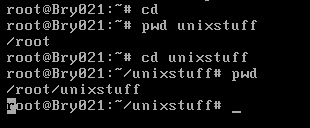 root@Bry021:~# cd
root@Bry021:~# pwd unixstuff
/root
root@Bry021:~# cd unixstuff
root@Bry021:~/unixstuff# pwd
/root/unixstuff
root@Bry021:~/unixstuff# _